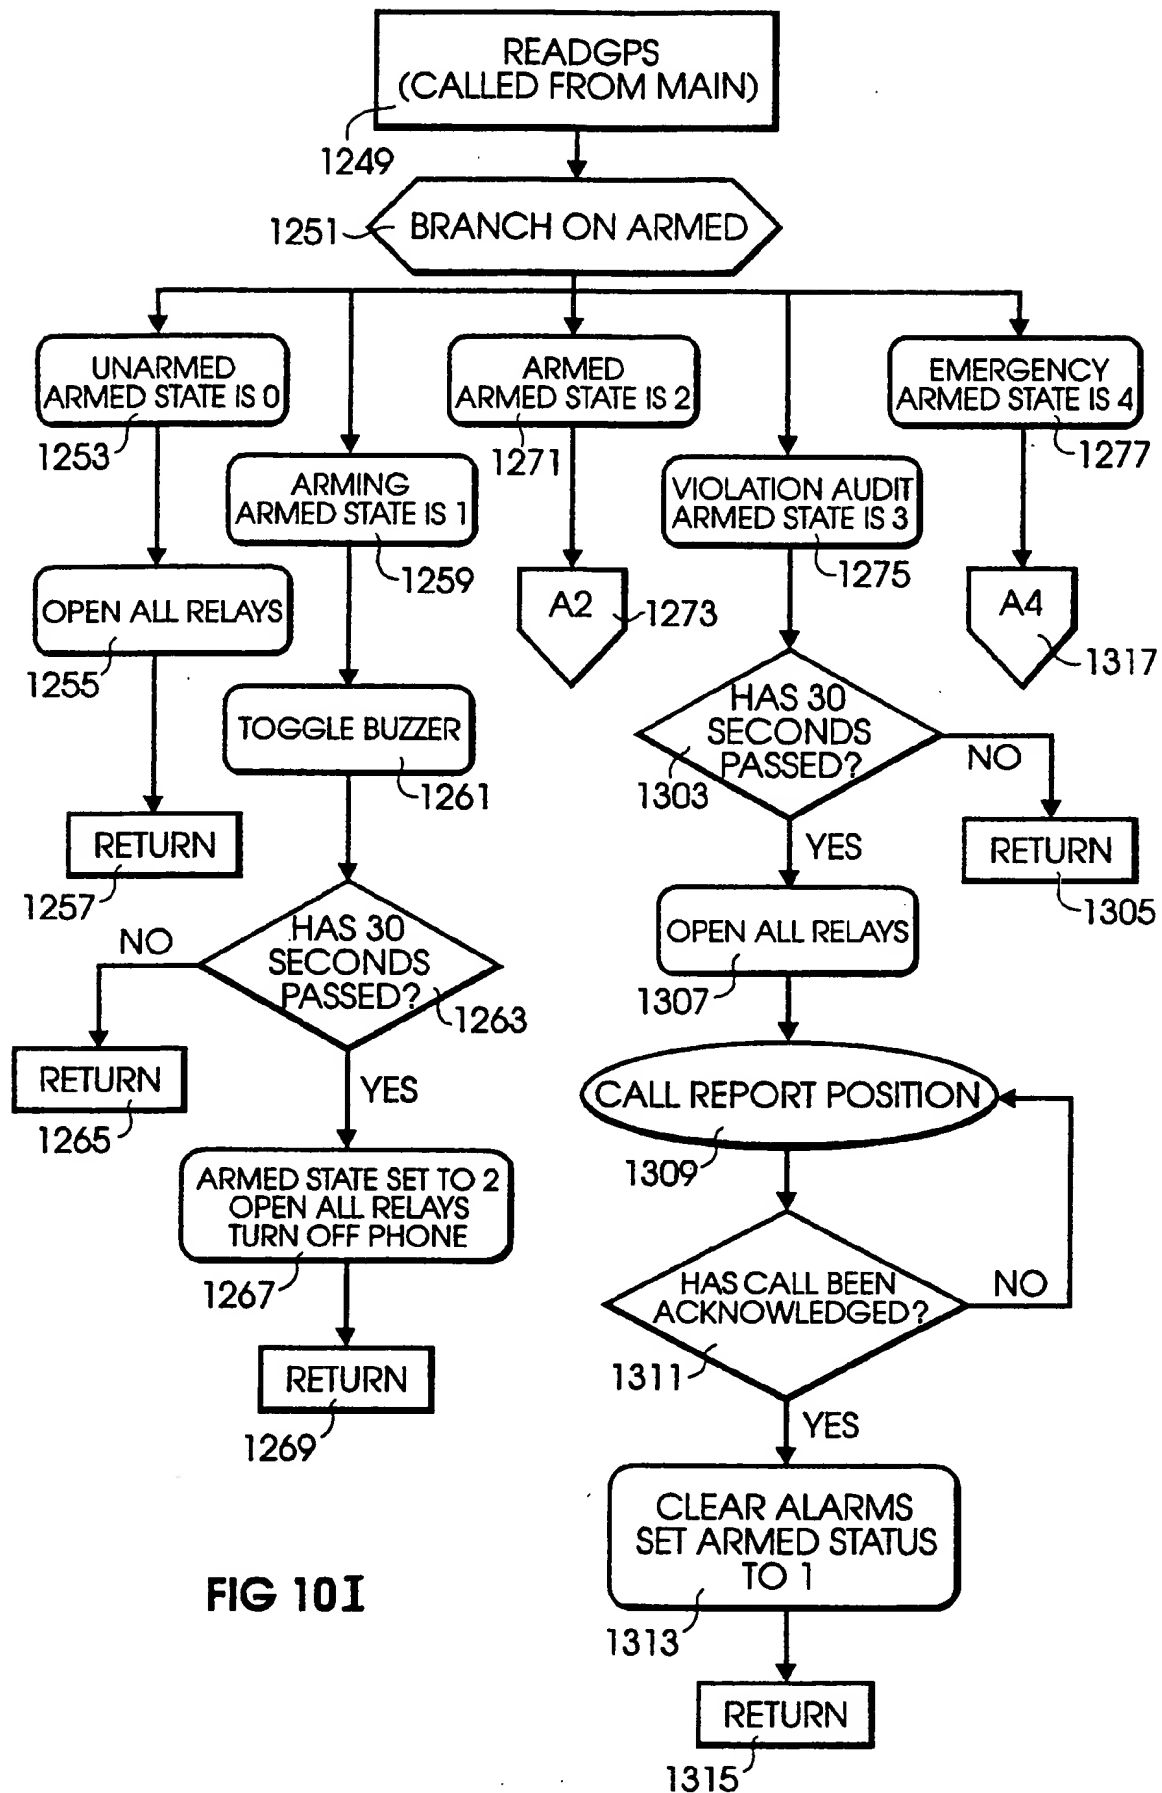 READGPS
(CALLED FROM MAIN)
1249
1251
BRANCH ON ARMED
UNARMED
ARMED STATE IS 0
1253
ARMED
ARMED STATE IS 2
1271
EMERGENCY
ARMED STATE IS 4
1277
ARMING
ARMED STATE IS 1
1259
VIOLATION AUDIT
ARMED STATE IS 3
1275
OPEN ALL RELAYS
1255
A2
1273
A4
1317
TOGGLE BUZZER
1261
HAS 30
SECONDS
PASSED?
1303
NO
YES
RETURN
1257
RETURN
1305
HAS 30
SECONDS
PASSED?
1263
NO
YES
OPEN ALL RELAYS
1307
RETURN
1265
CALL REPORT POSITION
1309
ARMED STATE SET TO 2
OPEN ALL RELAYS
TURN OFF PHONE
1267
HAS CALL BEEN
ACKNOWLEDGED?
1311
NO
YES
RETURN
1269
CLEAR ALARMS
SET ARMED STATUS
TO 1
1313
RETURN
1315
FIG 10I